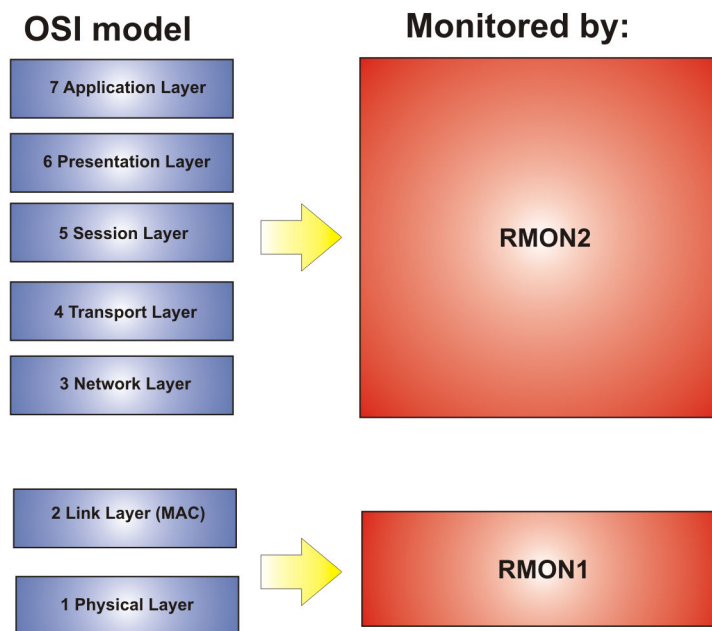 OSI model
Monitored by:
7 Application Layer
6 Presentation Layer
5 Session Layer
4 Transport Layer
3 Network Layer
RMON2
2 Link Layer (MAC)
1 Physical Layer
RMON1